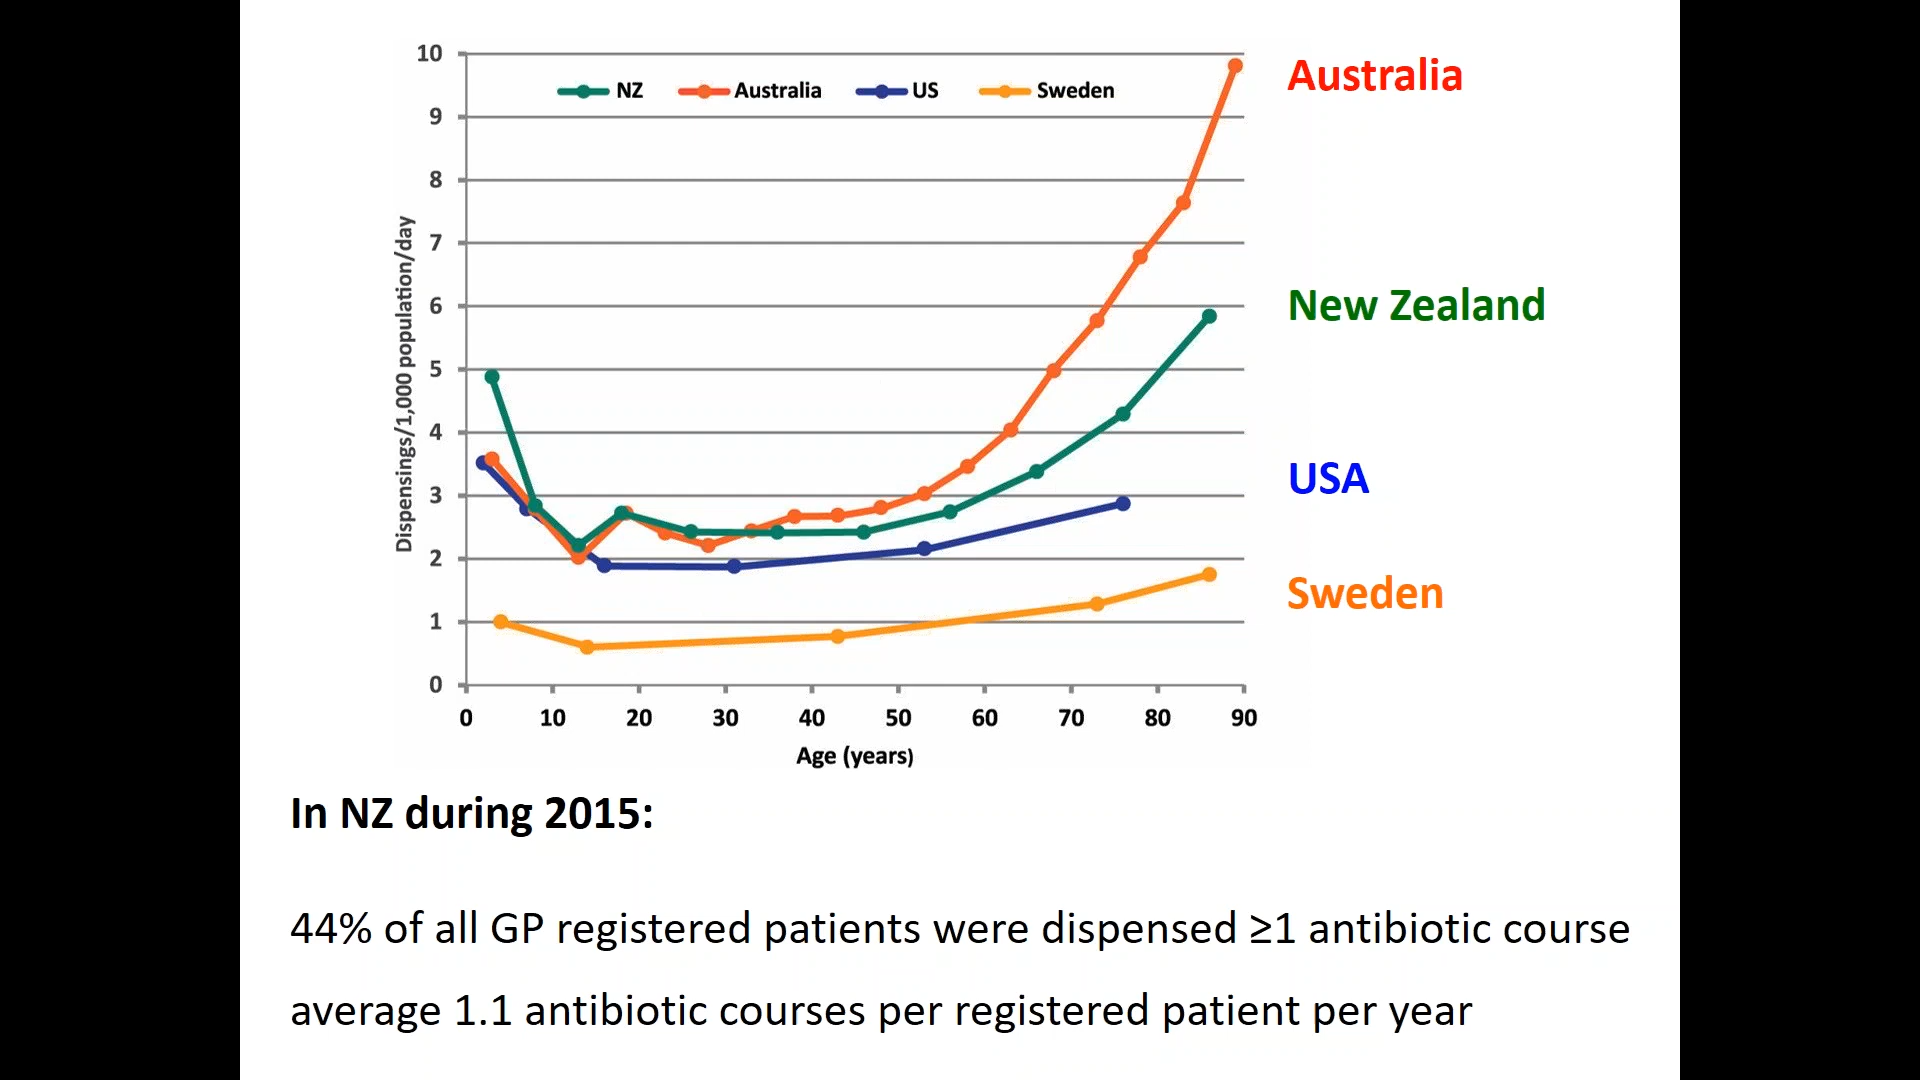 10
NZ
Australia
US
Sweden
9
8
7
6
5
4
3
2
1
0
Dispensings/1,000 population/day
0 10 20 30 40 50 60 70 80 90
Age (years)
Australia
New Zealand
USA
Sweden
In NZ during 2015:
44% of all GP registered patients were dispensed ≥1 antibiotic course
average 1.1 antibiotic courses per registered patient per year